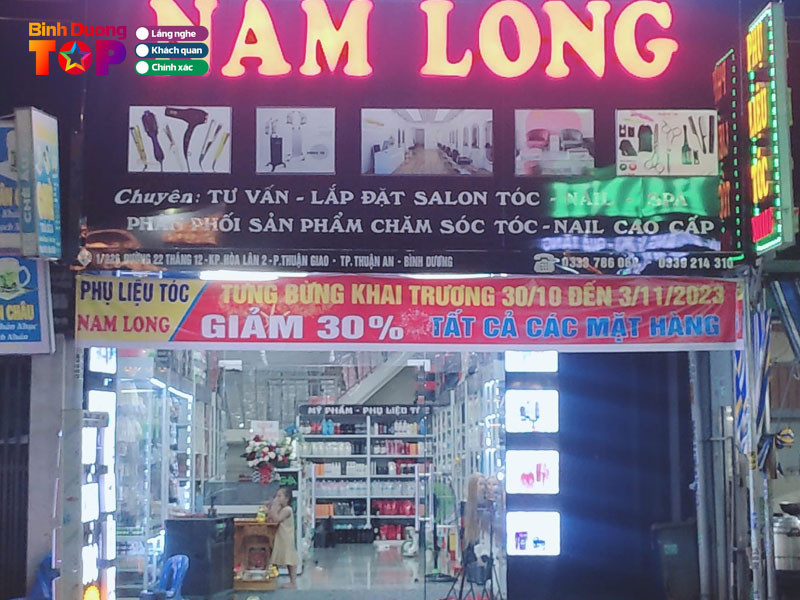 Bình Dương
TOP
Lắng nghe
Khách quan
Chính xác
NAM LONG
Chuyên: TƯ VẤN - LẮP ĐẶT SALON TÓC - NAIL - SPA
PHÂN PHỐI SẢN PHẨM CHĂM SÓC TÓC - NAIL CAO CẤP
ĐƯỜNG 22 THÁNG 12 - KP.HÒA LÂN 2 - P.THUẬN GIAO - TP.THUẬN AN - BÌNH DƯƠNG
0339 214 310
PHỤ LIỆU TÓC
PHỤ LIỆU TÓC
NAM LONG
TƯNG BỪNG KHAI TRƯƠNG 30/10 ĐẾN 3/11/2023
GIẢM 30% TẤT CẢ CÁC MẶT HÀNG
MỸ PHẨM - PHỤ LIỆU TÓC